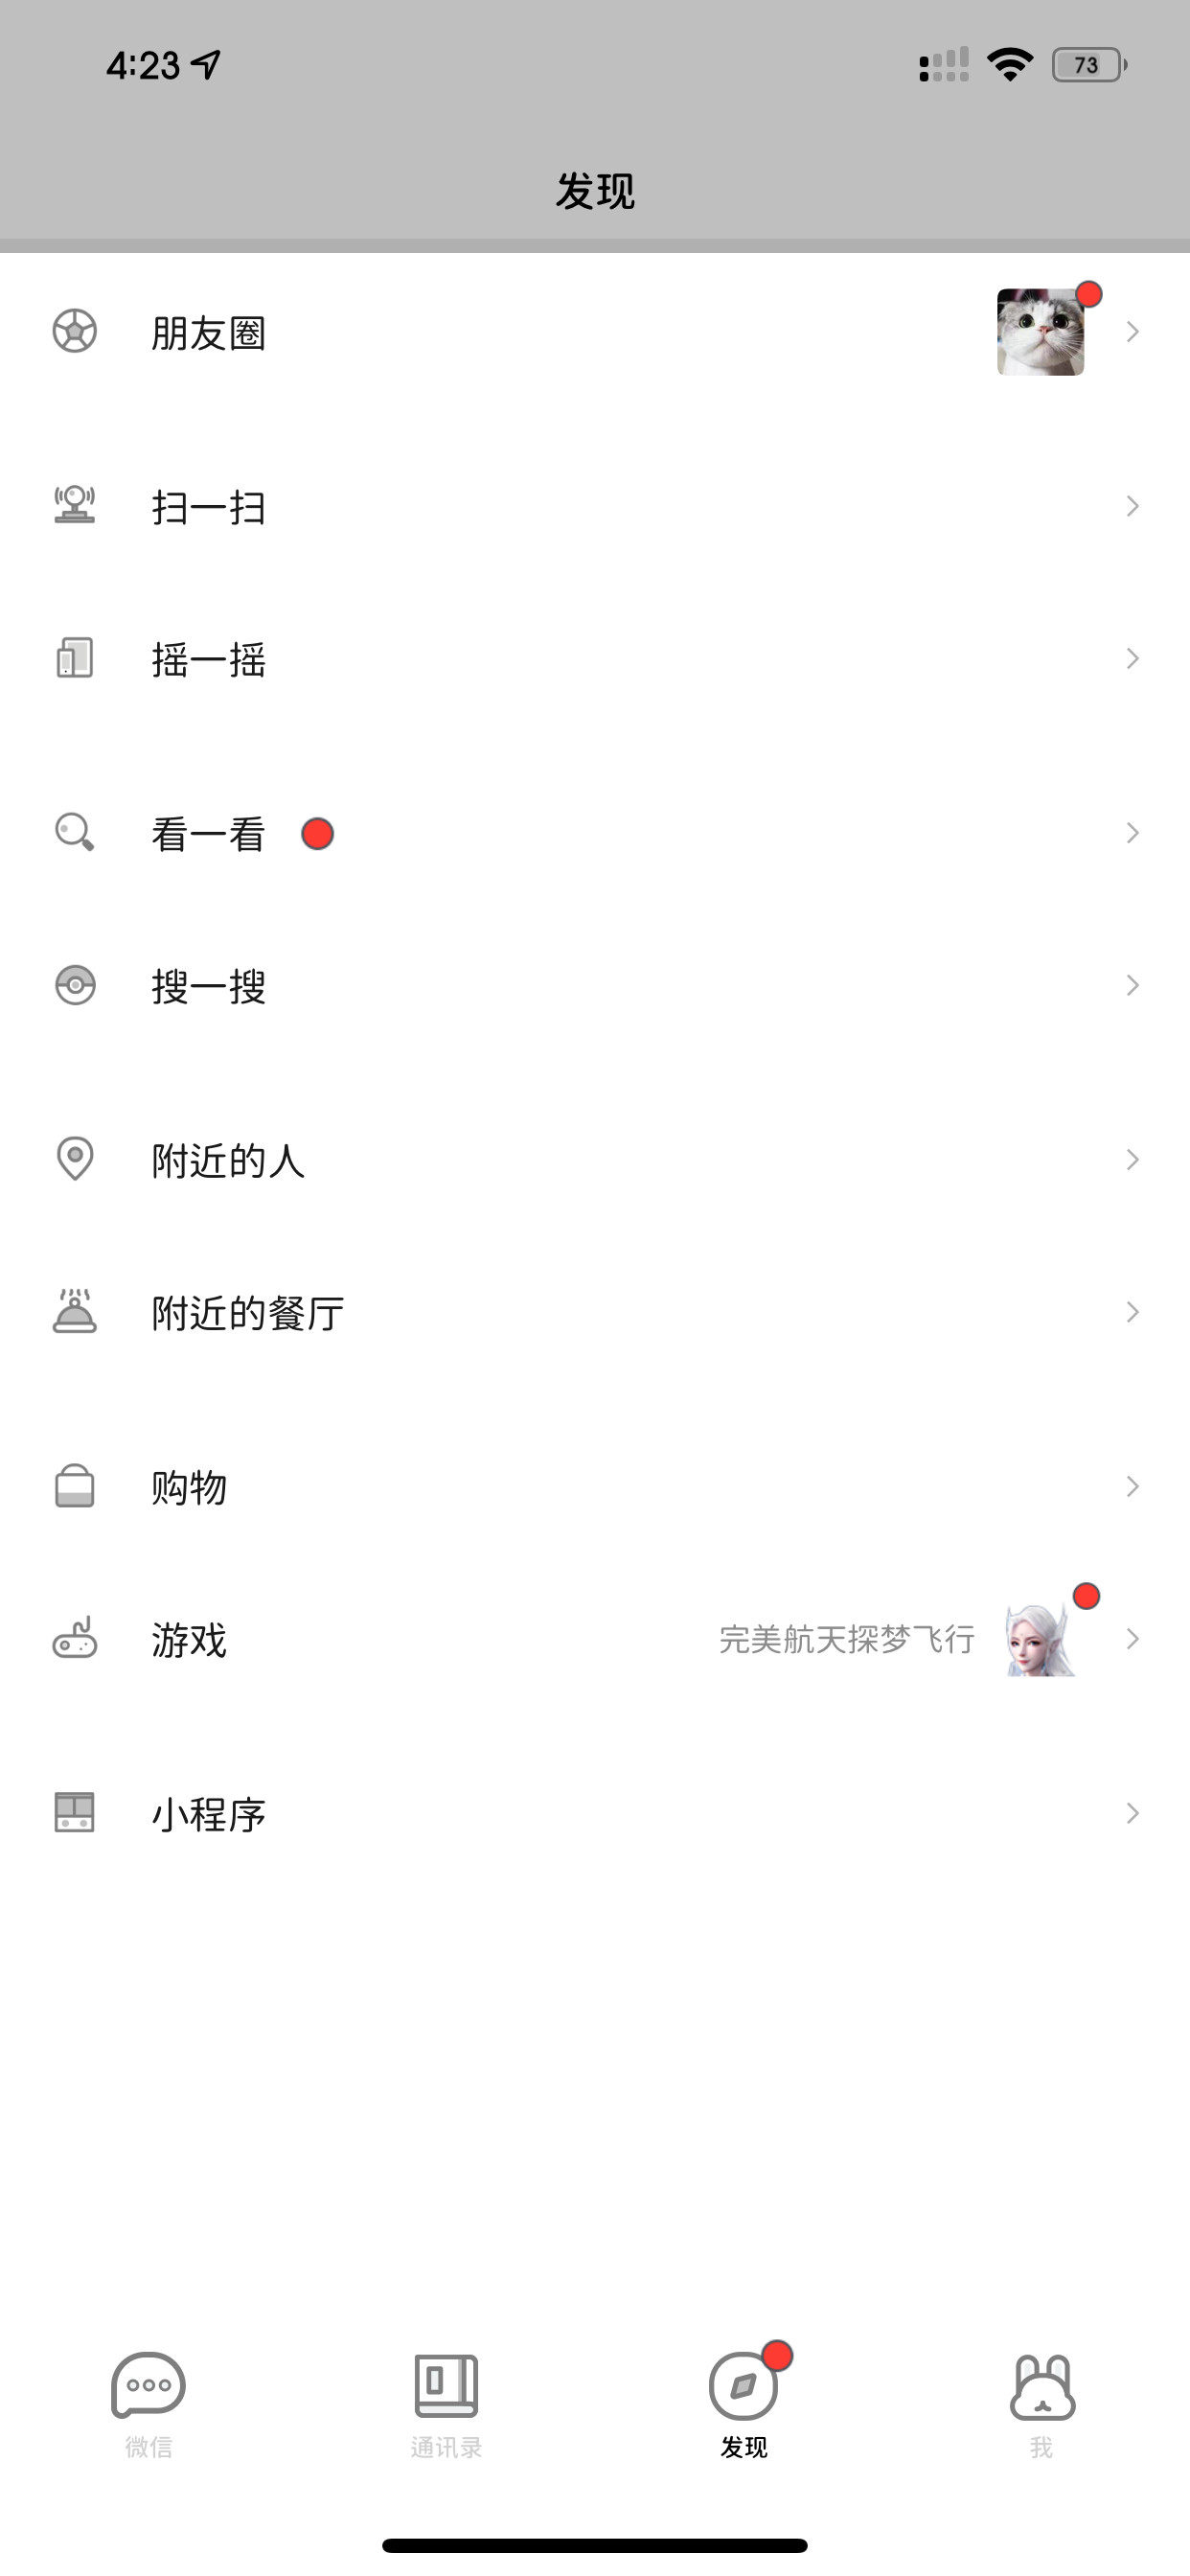 4:23
73
发现
朋友圈
扫一扫
摇一摇
看一看
搜一搜
附近的人
附近的餐厅
购物
游戏 完美航天探梦飞行
小程序
微信 通讯录 发现 我